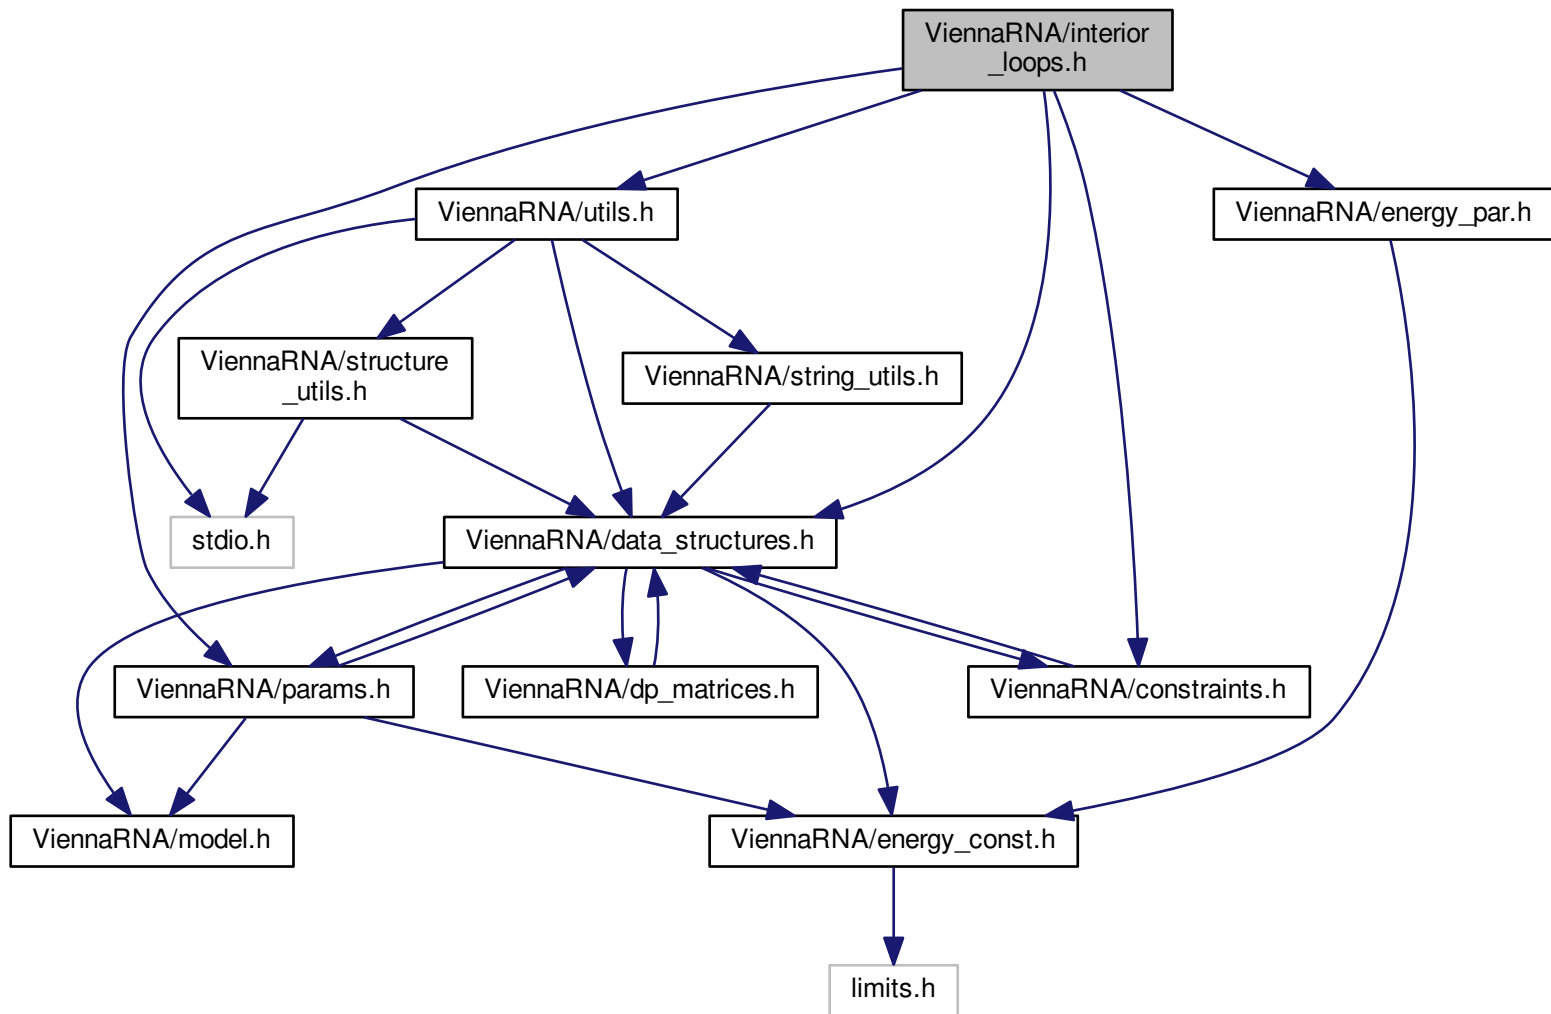 ViennaRNA/interior
_loops.h
ViennaRNA/utils.h
ViennaRNA/energy_par.h
ViennaRNA/structure
_utils.h
ViennaRNA/string_utils.h
stdio.h
ViennaRNA/data_structures.h
ViennaRNA/params.h
ViennaRNA/dp_matrices.h
ViennaRNA/constraints.h
ViennaRNA/model.h
ViennaRNA/energy_const.h
limits.h